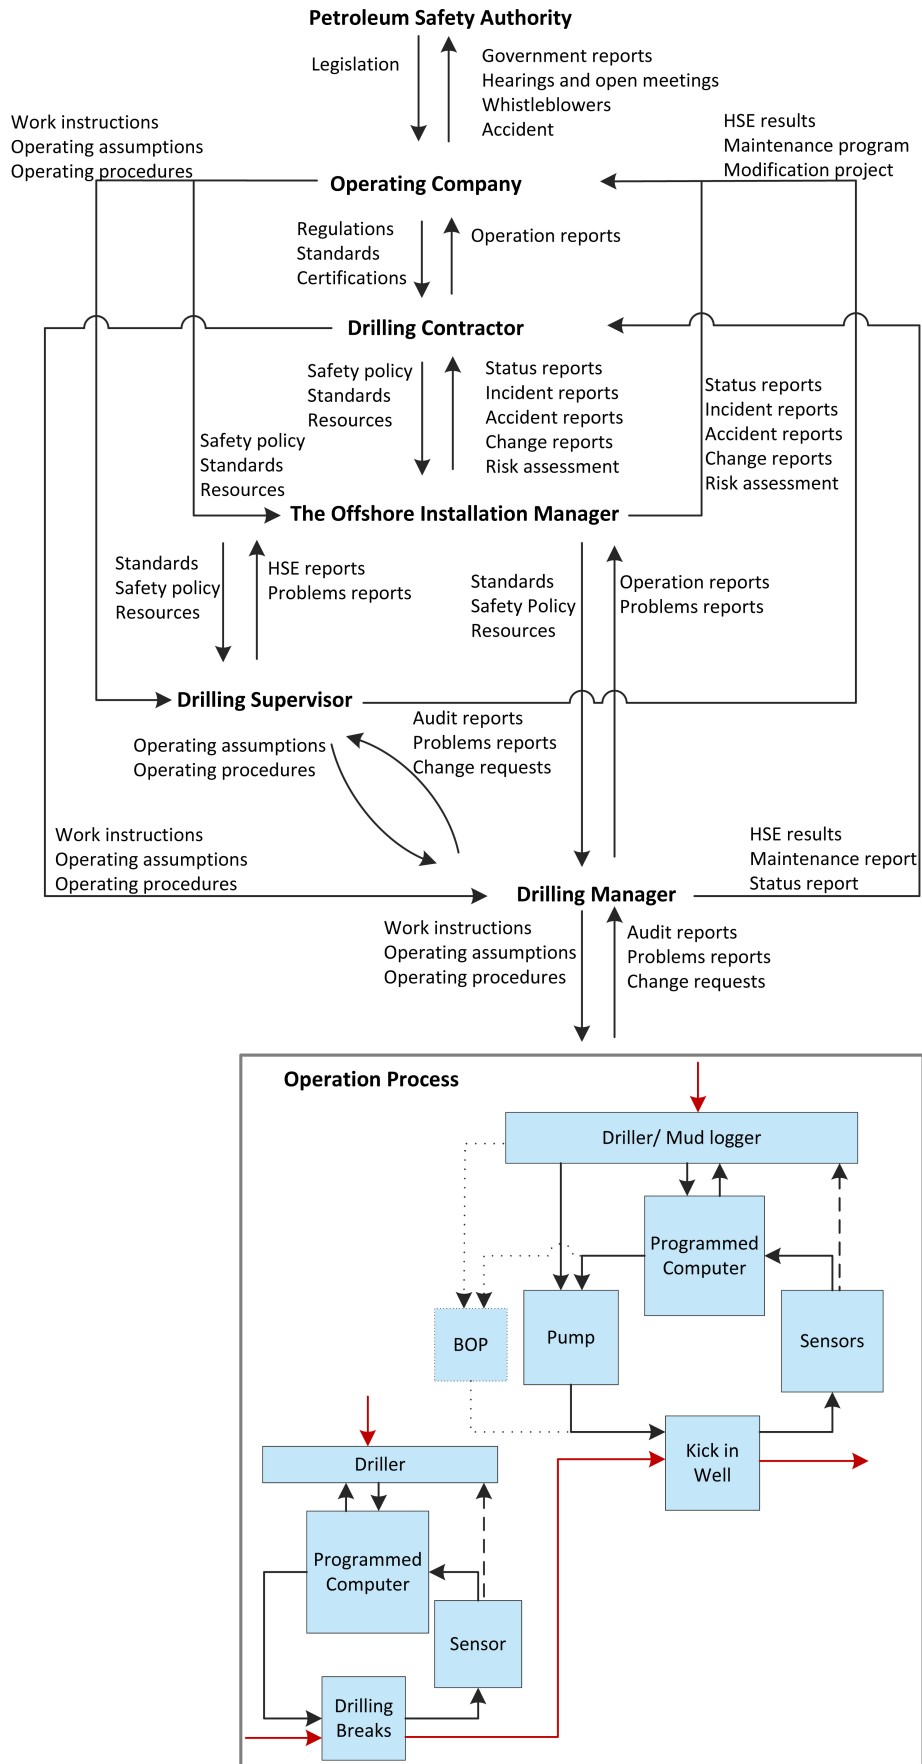 Petroleum Safety Authority
Legislation
Government reports
Hearings and open meetings
Whistleblowers
Accident
Work instructions
Operating assumptions
Operating procedures
HSE results
Maintenance program
Modification project
Operating Company
Regulations
Standards
Certifications
Operation reports
Drilling Contractor
Safety policy
Standards
Resources
Status reports
Incident reports
Accident reports
Change reports
Risk assessment
Status reports
Incident reports
Accident reports
Change reports
Risk assessment
Safety policy
Standards
Resources
The Offshore Installation Manager
Standards
Safety policy
Resources
HSE reports
Problems reports
Standards
Safety Policy
Resources
Operation reports
Problems reports
Drilling Supervisor
Audit reports
Problems reports
Change requests
Operating assumptions
Operating procedures
Work instructions
Operating assumptions
Operating procedures
HSE results
Maintenance report
Status report
Drilling Manager
Work instructions
Operating assumptions
Operating procedures
Audit reports
Problems reports
Change requests
Operation Process
Driller/ Mud logger
Programmed
Computer
BOP
Pump
Sensors
Kick in
Well
Driller
Programmed
Computer
Sensor
Drilling
Breaks